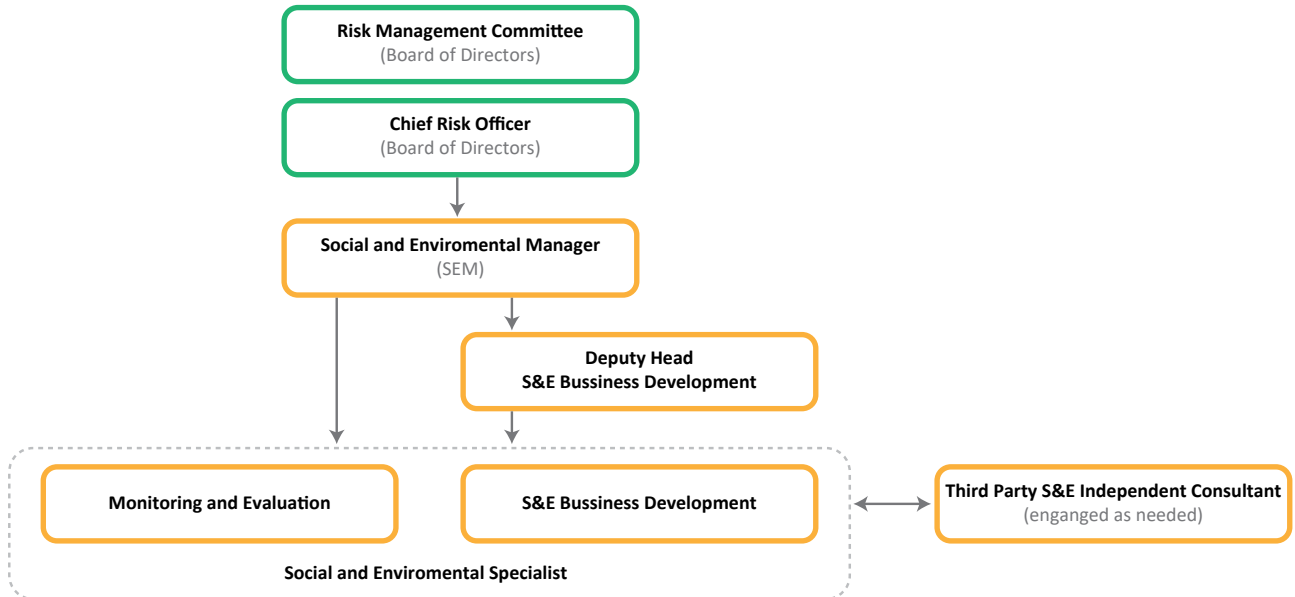 Risk Management Committee
(Board of Directors)
Chief Risk Officer
(Board of Directors)
Social and Enviromental Manager
(SEM)
Deputy Head
S&E Bussiness Development
Monitoring and Evaluation
S&E Bussiness Development
Third Party S&E Independent Consultant
(enganged as needed)
Social and Enviromental Specialist